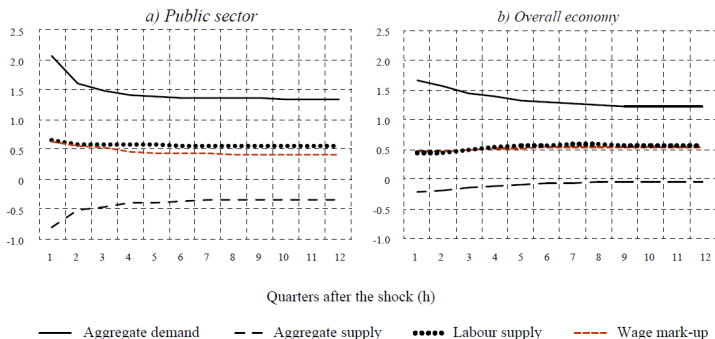 a) Public sector
b) Overall economy
2.5
2.0
1.5
1.0
0.5
0
-0.5
-1.0
1 2 3 4 5 6 7 8 9 10 11 12
2.5
2.0
1.5
1.0
0.5
0
-0.5
-1.0
1 2 3 4 5 6 7 8 9 10 11 12
Quarters after the shock (h)
Aggregate demand Aggregate supply Labour supply Wage mark-up